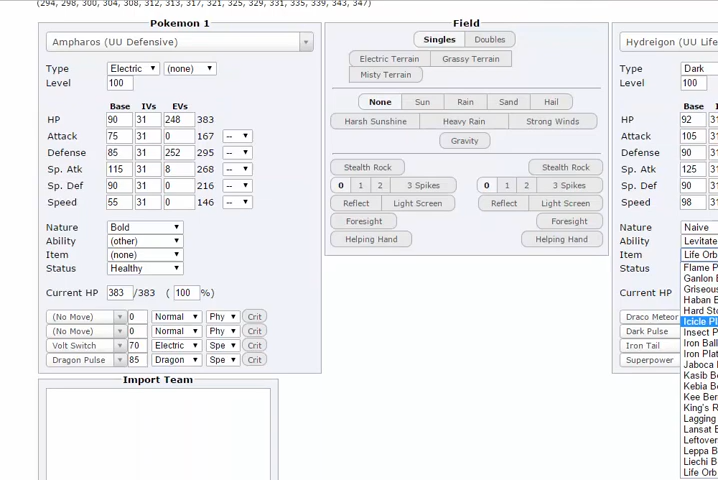 (294, 298, 300, 304, 308, 312, 313, 317, 321, 325, 329, 331, 335, 339, 343, 347)
Pokemon 1
Ampharos (UU Defensive)
Type Electric (none)
Level 100
Base IVs EVs
HP 90 31 248 383
Attack 75 31 0 167 --
Defense 85 31 252 295 --
Sp. Atk 115 31 8 268 --
Sp. Def 90 31 0 216 --
Speed 55 31 0 146 --
Nature Bold
Ability (other)
Item (none)
Status Healthy
Current HP 383 /383 ( 100 %)
(No Move) 0 Normal Phy Crit
(No Move) 0 Normal Phy Crit
Volt Switch 70 Electric Spe Crit
Dragon Pulse 85 Dragon Spe Crit
Import Team
Field
Singles Doubles
Electric Terrain Grassy Terrain
Misty Terrain
None Sun Rain Sand Hail
Harsh Sunshine Heavy Rain Strong Winds
Gravity
Stealth Rock Stealth Rock
0 1 2 3 Spikes 0 1 2 3 Spikes
Reflect Light Screen Reflect Light Screen
Foresight Foresight
Helping Hand Helping Hand
Hydreigon (UU Life
Type Dark
Level 100
Base IVs
HP 92 31
Attack 105 31
Defense 90 31
Sp. Atk 125 31
Sp. Def 90 31
Speed 98 31
Nature Naive
Ability Levitate
Item Life Orb
Status
Current HP
Draco Meteor
Dark Pulse
Iron Tail
Superpower
Flame P
Ganlon B
Griseous
Haban B
Hard Sto
Icicle Pl
Insect P
Iron Ball
Iron Plat
Jaboca
Kasib Be
Kebia Be
Kee Ber
King's R
Lagging
Lansat B
Leftover
Leppa B
Liechi B
Life Orb